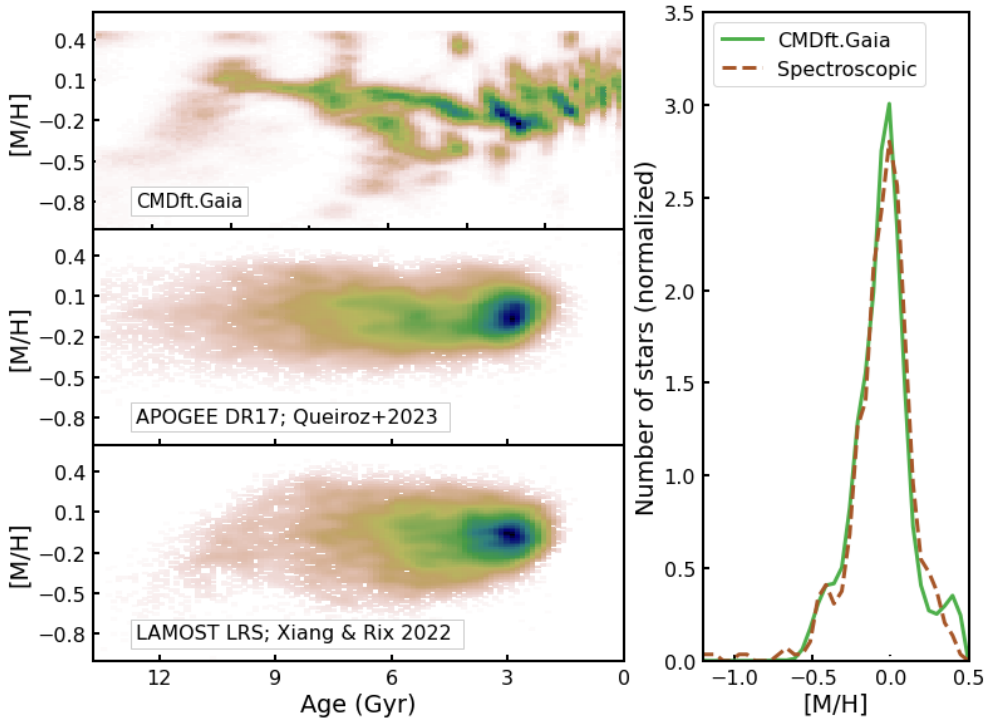 [M/H]
0.4
0.1
−0.2
−0.5
−0.8
CMDft.Gaia
[M/H]
0.4
0.1
−0.2
−0.5
−0.8
APOGEE DR17; Queiroz+2023
[M/H]
0.4
0.1
−0.2
−0.5
−0.8
LAMOST LRS; Xiang & Rix 2022
12 9 6 3 0
Age (Gyr)
Number of stars (normalized)
3.5
3.0
2.5
2.0
1.5
1.0
0.5
0.0
CMDft.Gaia
Spectroscopic
−1.0 −0.5 0.0 0.5
[M/H]